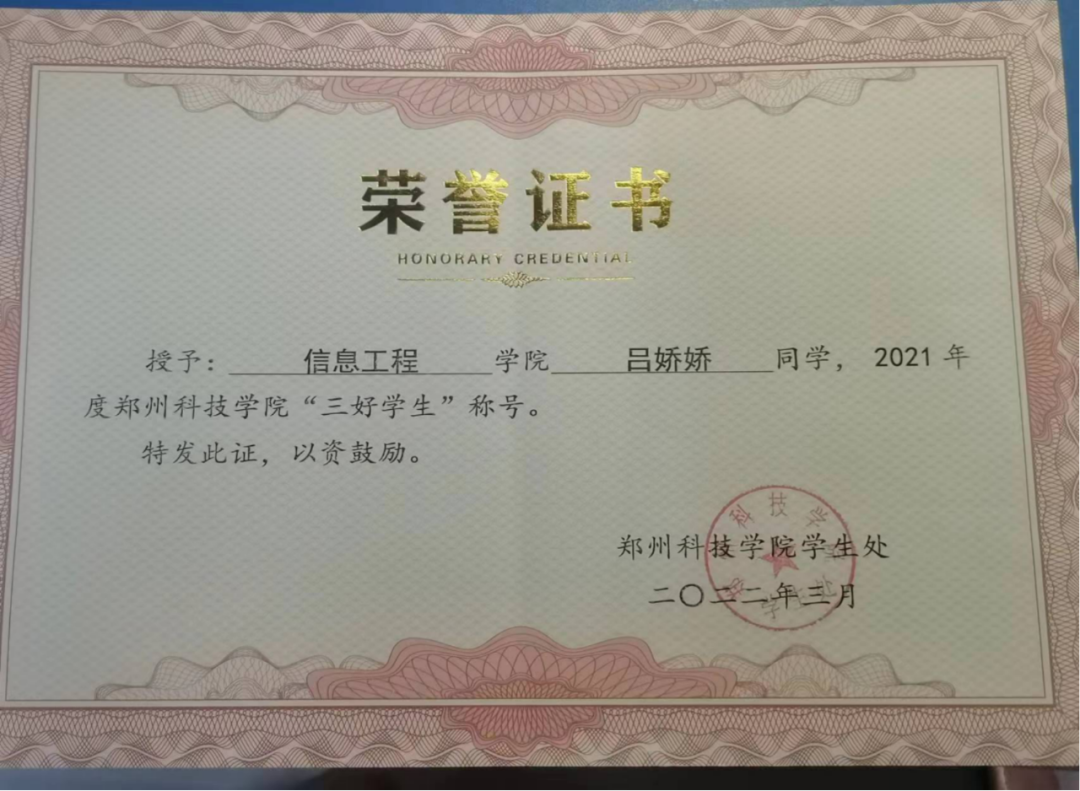 荣誉证书
HONORARY CREDENTIAL
授予：信息工程学院吕娇娇同学，2021年
度郑州科技学院“三好学生”称号。
特发此证，以资鼓励。
郑州科技学院学生处
二〇二二年三月
科技学